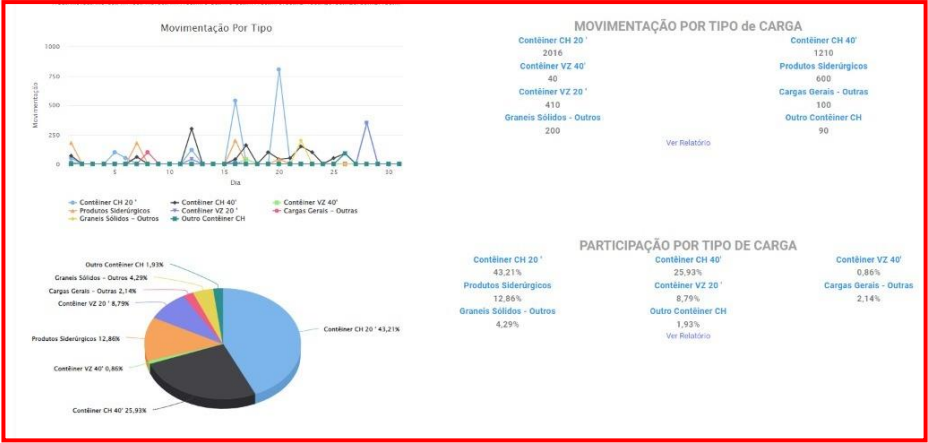 Movimentação Por Tipo
1000
750
500
250
0
Movimentação
5 10 15 20 25 30
Dia
Contêiner CH 20 ' Contêiner CH 40' Contêiner VZ 40'
Produtos Siderúrgicos Contêiner VZ 20 ' Cargas Gerais - Outras
Graneis Sólidos - Outros Outro Contêiner CH
MOVIMENTAÇÃO POR TIPO de CARGA
Contêiner CH 20 ' Contêiner CH 40'
2016 1210
Contêiner VZ 40' Produtos Siderúrgicos
40 600
Contêiner VZ 20 ' Cargas Gerais - Outras
410 100
Graneis Sólidos - Outros Outro Contêiner CH
200 90
Ver Relatório
Outro Contêiner CH 1,93%
Graneis Sólidos - Outros 4,29%
Cargas Gerais - Outras 2,14%
Contêiner VZ 20 ' 8,79%
Produtos Siderúrgicos 12,86%
Contêiner VZ 40' 0,86%
Contêiner CH 40' 25,93%
Contêiner CH 20 ' 43,21%
PARTICIPAÇÃO POR TIPO DE CARGA
Contêiner CH 20 ' Contêiner CH 40' Contêiner VZ 40'
43,21% 25,93% 0,86%
Produtos Siderúrgicos Contêiner VZ 20 ' Cargas Gerais - Outras
12,86% 8,79% 2,14%
Graneis Sólidos - Outros Outro Contêiner CH
4,29% 1,93%
Ver Relatório